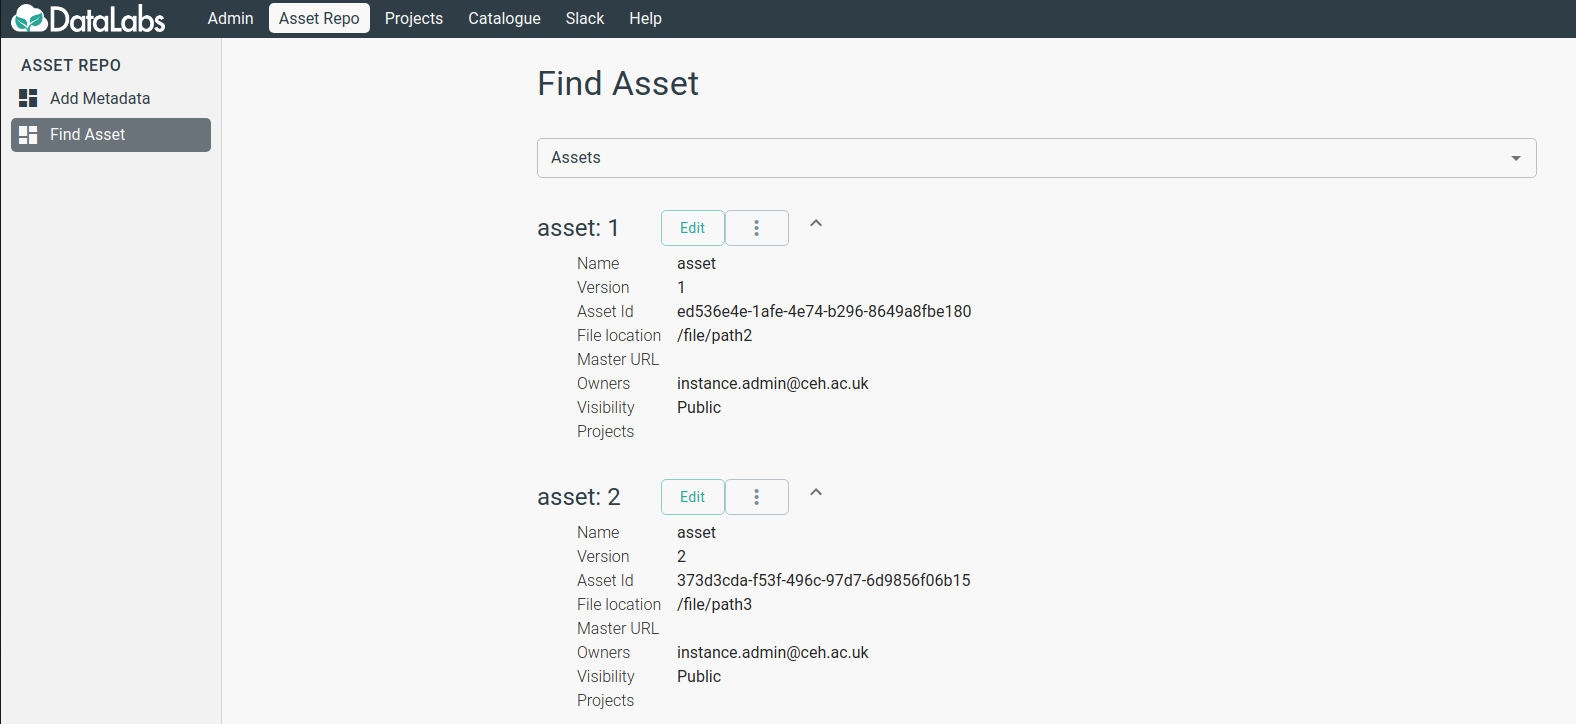 DataLabs Admin Asset Repo Projects Catalogue Slack Help
ASSET REPO
Add Metadata
Find Asset
Find Asset
Assets
asset: 1 Edit
Name asset
Version 1
Asset Id ed536e4e-1afe-4e74-b296-8649a8fbe180
File location /file/path2
Master URL
Owners instance.admin@ceh.ac.uk
Visibility Public
Projects
asset: 2 Edit
Name asset
Version 2
Asset Id 373d3cda-f53f-496c-97d7-6d9856f06b15
File location /file/path3
Master URL
Owners instance.admin@ceh.ac.uk
Visibility Public
Projects